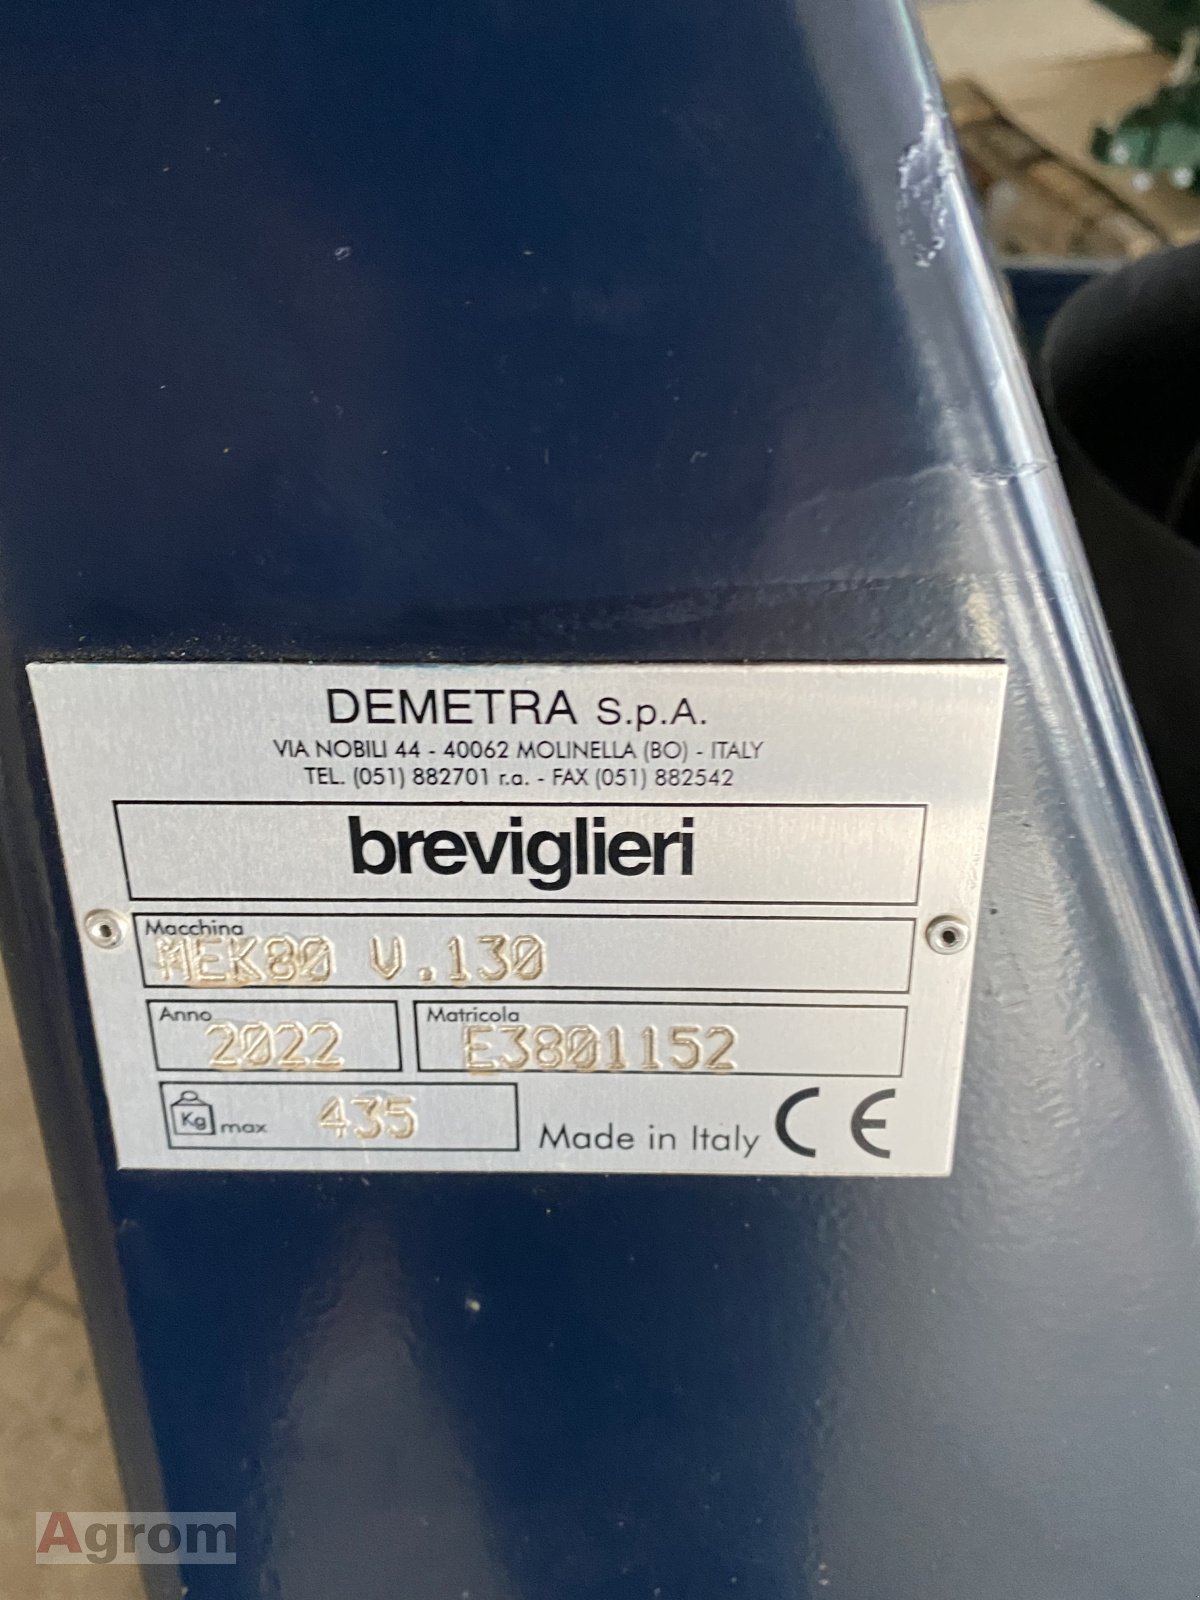 DEMETRA S.p.A.
VIA NOBILI 44 - 40062 MOLINELLA (BO) - ITALY
TEL. (051) 882701 r.a. - FAX (051) 882542
breviglieri
Macchina
MEK80 V.130
Anno
2022
Matricola
E3801152
Kg max 435
Made in Italy CE
Agrom